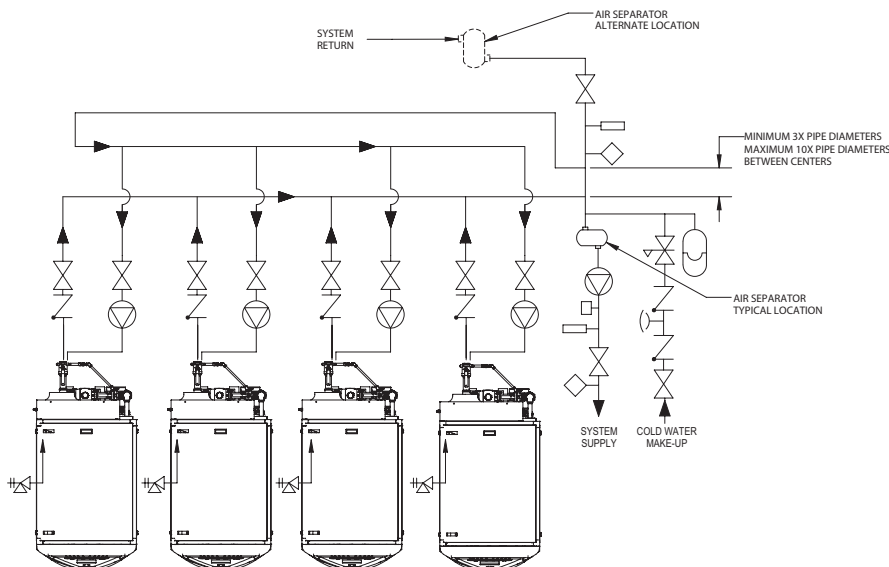 AIR SEPARATOR
ALTERNATE LOCATION
SYSTEM
RETURN
MINIMUM 3X PIPE DIAMETERS
MAXIMUM 10X PIPE DIAMETERS
BETWEEN CENTERS
AIR SEPARATOR
TYPICAL LOCATION
SYSTEM
SUPPLY
COLD WATER
MAKE-UP